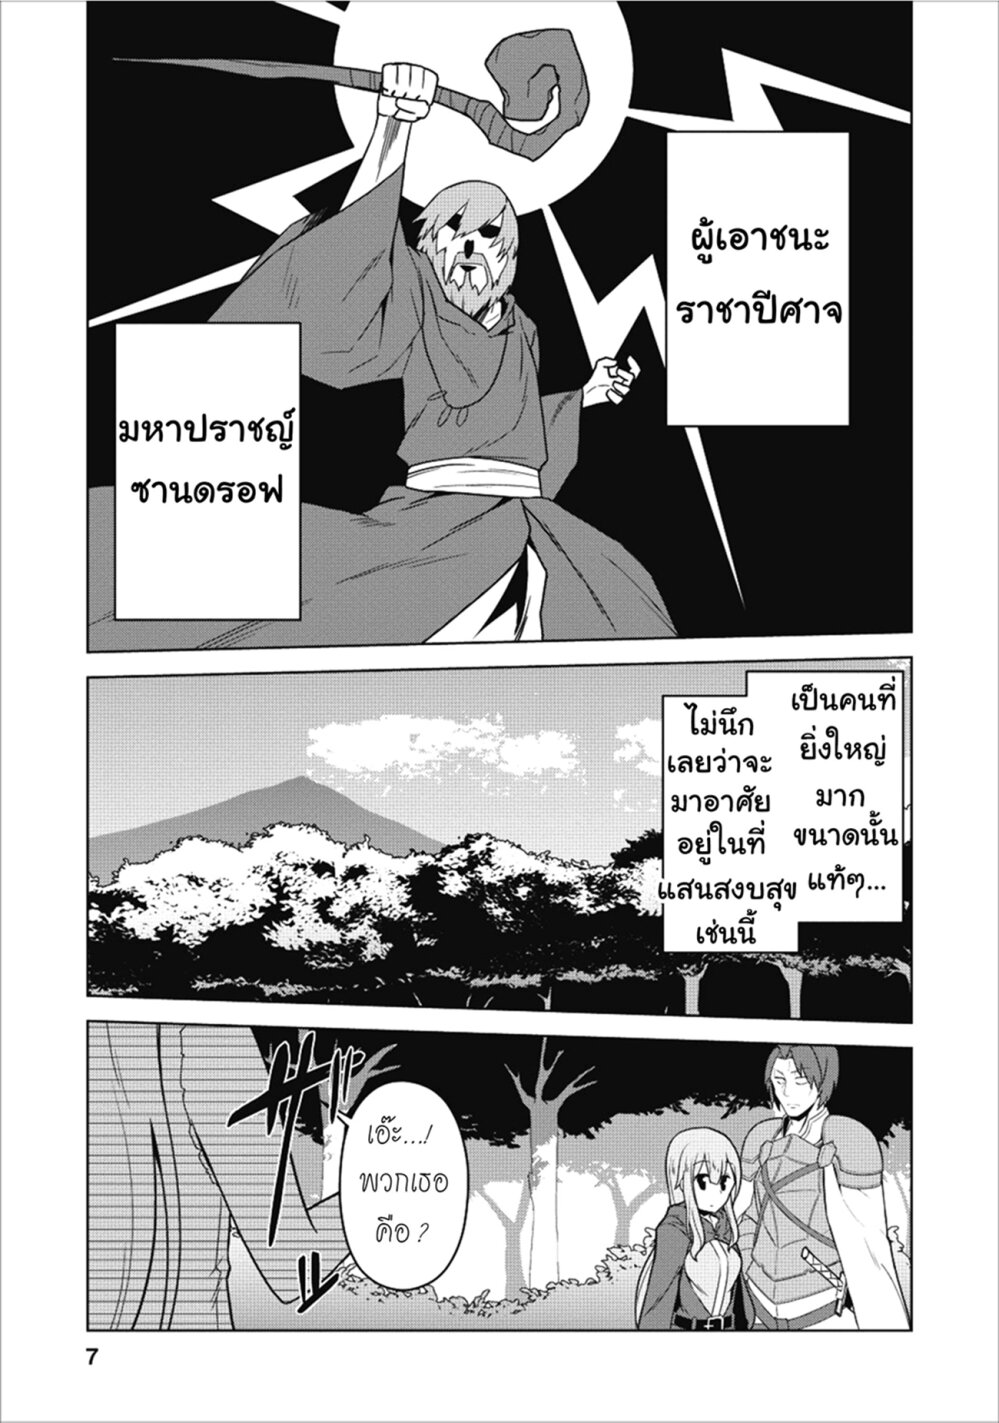 ผู้เอาชนะ
ราชาปีศาจ
มหาปราชญ์
ซานดรอฟ
เป็นคนที่
ยิ่งใหญ่
มาก
ขนาดนั้น
แท้ๆ...
ไม่นึก
เลยว่าจะ
มาอาศัย
อยู่ในที่
แสนสงบสุข
เช่นนี้
ザザッ
เอ๊ะ...!
พวกเธอ
คือ?
7